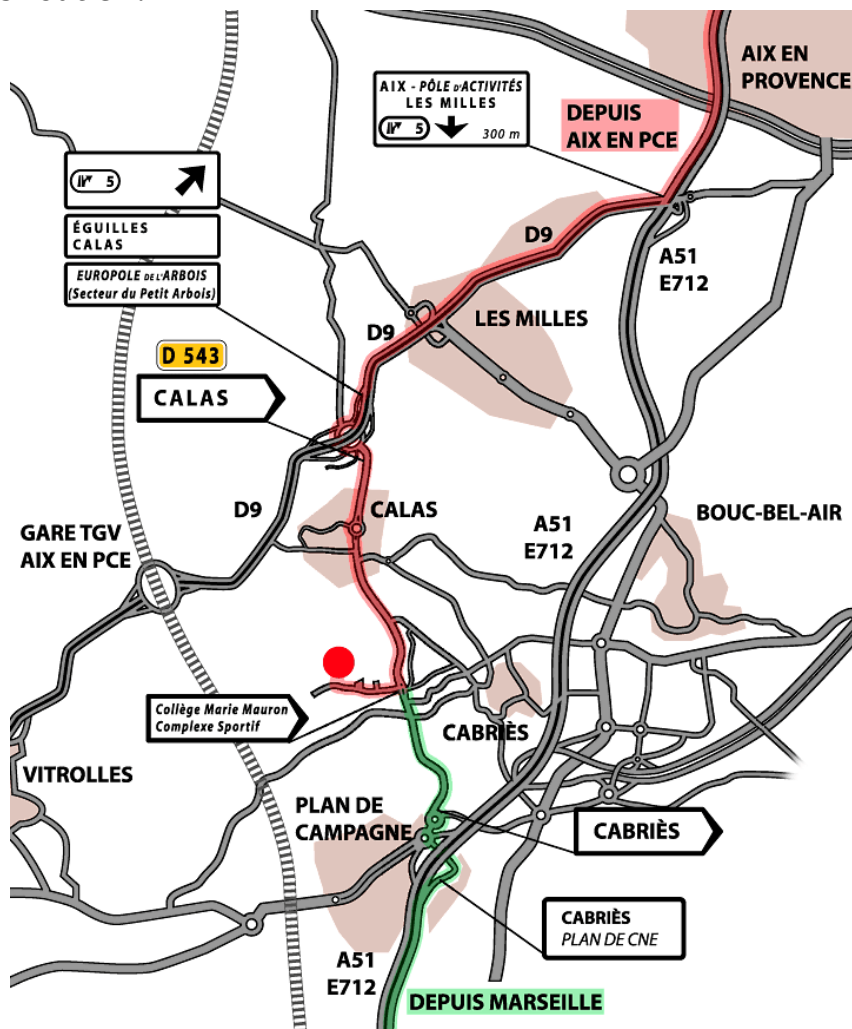 AIX EN
PROVENCE
AIX - PÔLE D'ACTIVITÉS
LES MILLES
5
300 m
DEPUIS
AIX EN PCE
5
ÉGUILLES
CALAS
EUROPOLE DE L'ARBOIS
(Secteur du Petit Arbois)
D9
A51
E712
LES MILLES
D9
D 543
CALAS
D9
CALAS
GARE TGV
AIX EN PCE
A51
E712
BOUC-BEL-AIR
Collège Marie Mauron
Complexe Sportif
CABRIÈS
VITROLLES
PLAN DE
CAMPAGNE
CABRIÈS
CABRIÈS
PLAN DE CNE
A51
E712
DEPUIS MARSEILLE